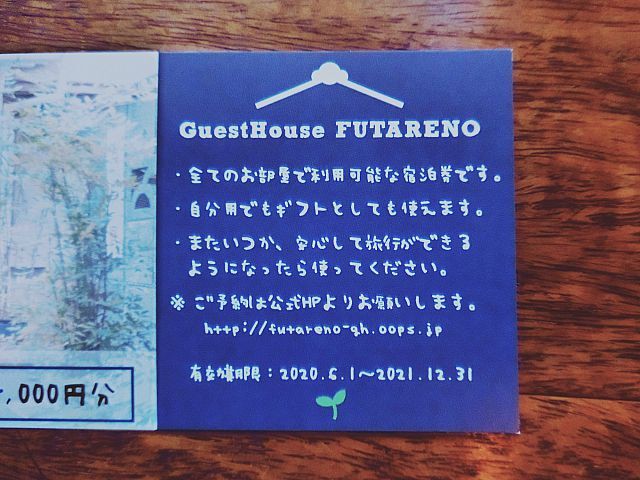 GuestHouse FUTARENO
・全てのお部屋で利用可能な宿泊券です。
・自分用でもギフトとしても使えます。
・またいつか、安心して旅行ができる
ようになったら使ってください。
※ご予約は公式HPよりお願いします。
http://futareno-gh.oops.jp
有効期限：2020.6.1〜2021.12.31
,000円分